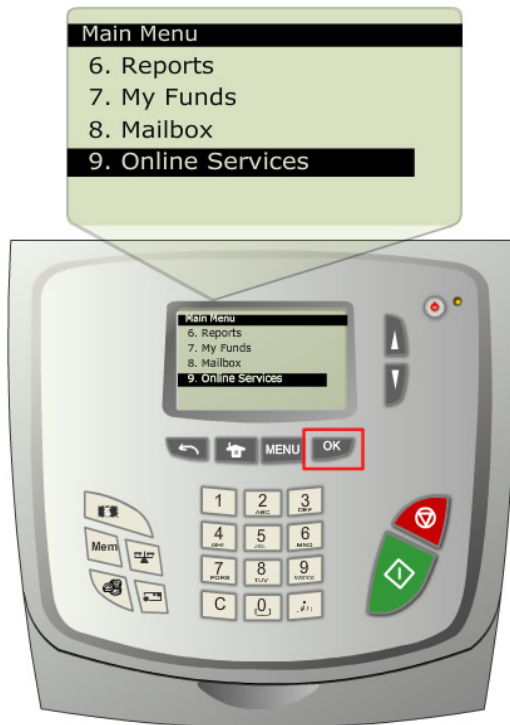 Main Menu
6. Reports
7. My Funds
8. Mailbox
9. Online Services
Main Menu
6. Reports
7. My Funds
8. Mailbox
9. Online Services
MENU
OK
1
2
ABC
3
DEF
Mem
4
GHI
5
JKL
6
MNO
7
PQRS
8
TUV
9
WXYZ
C
0